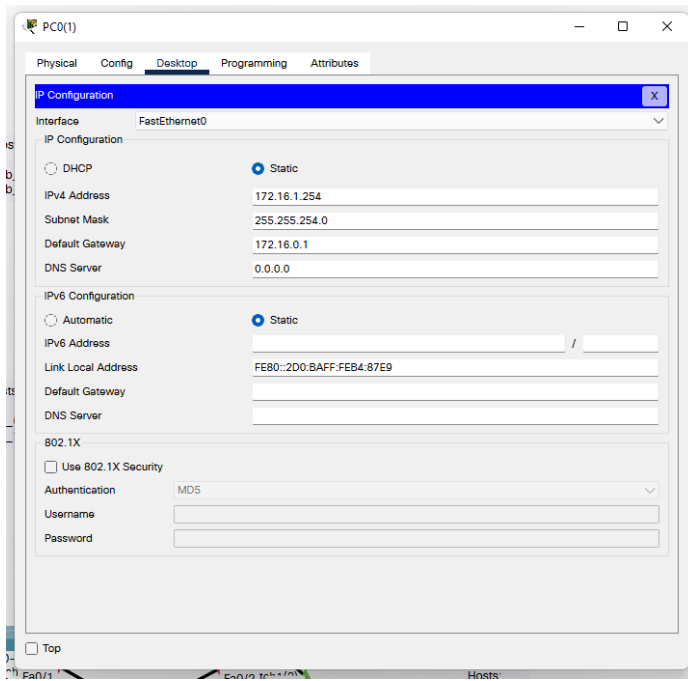 PC0(1)
Physical Config Desktop Programming Attributes
IP Configuration X
Interface FastEthernet0
IP Configuration
DHCP Static
IPv4 Address 172.16.1.254
Subnet Mask 255.255.254.0
Default Gateway 172.16.0.1
DNS Server 0.0.0.0
IPv6 Configuration
Automatic Static
IPv6 Address /
Link Local Address FE80::2D0:BAFF:FEB4:87E9
Default Gateway
DNS Server
802.1X
Use 802.1X Security
Authentication MD5
Username
Password
Top
Fa0/1 Fa0/2 Hosts: